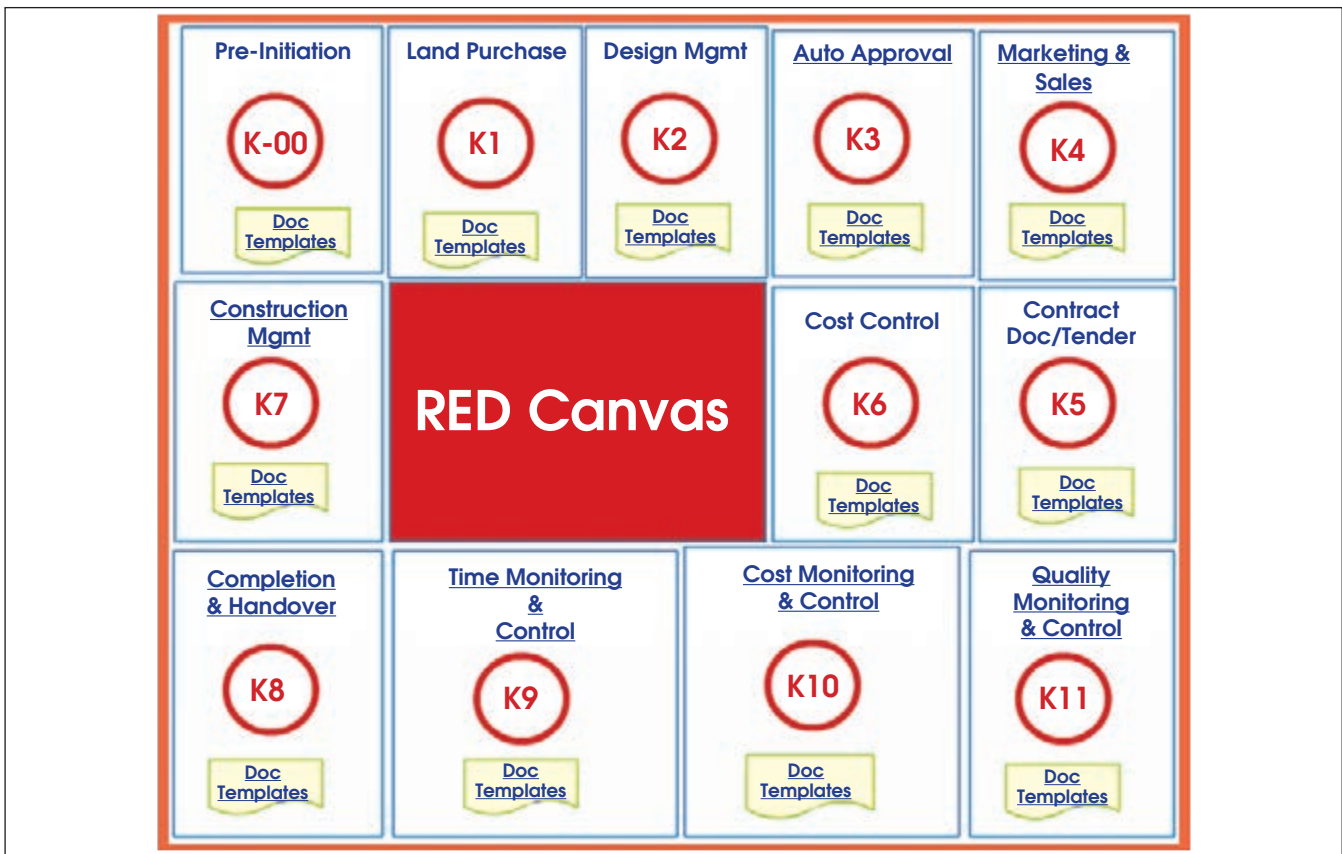 Pre-Initiation
K-00
Doc
Templates
Land Purchase
K1
Doc
Templates
Design Mgmt
K2
Doc
Templates
Auto Approval
K3
Doc
Templates
Marketing &
Sales
K4
Doc
Templates
Construction
Mgmt
K7
Doc
Templates
RED Canvas
Cost Control
K6
Doc
Templates
Contract
Doc/Tender
K5
Doc
Templates
Completion
& Handover
K8
Doc
Templates
Time Monitoring
&
Control
K9
Doc
Templates
Cost Monitoring
& Control
K10
Doc
Templates
Quality
Monitoring
& Control
K11
Doc
Templates